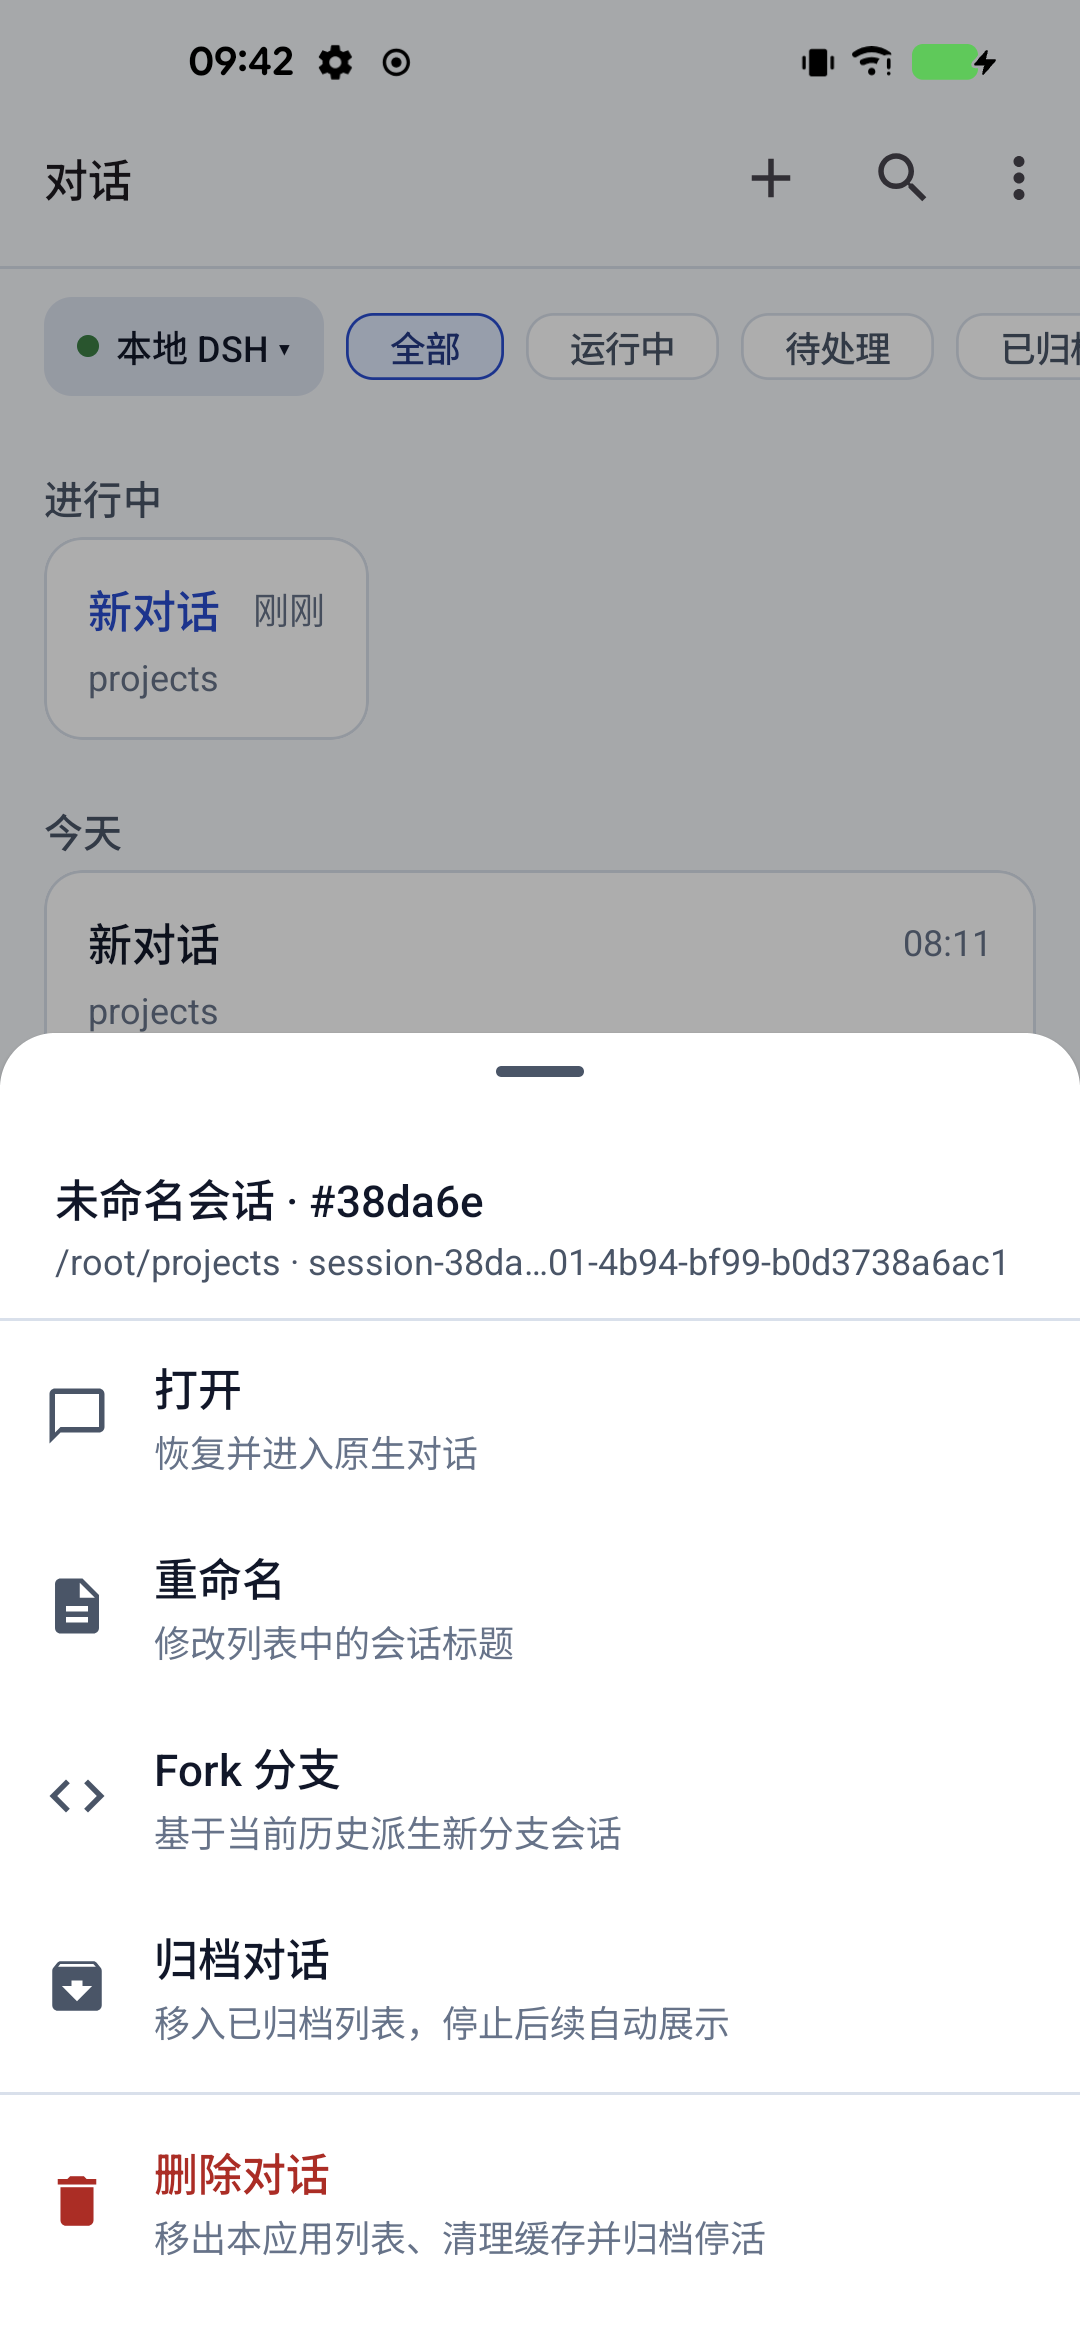 09:42
对话
本地 DSH ▾
全部
运行中
待处理
已归
进行中
新对话 刚刚
projects
今天
新对话 08:11
projects
未命名会话 · #38da6e
/root/projects · session-38da…01-4b94-bf99-b0d3738a6ac1
打开
恢复并进入原生对话
重命名
修改列表中的会话标题
Fork 分支
基于当前历史派生新分支会话
归档对话
移入已归档列表，停止后续自动展示
删除对话
移出本应用列表、清理缓存并归档停活